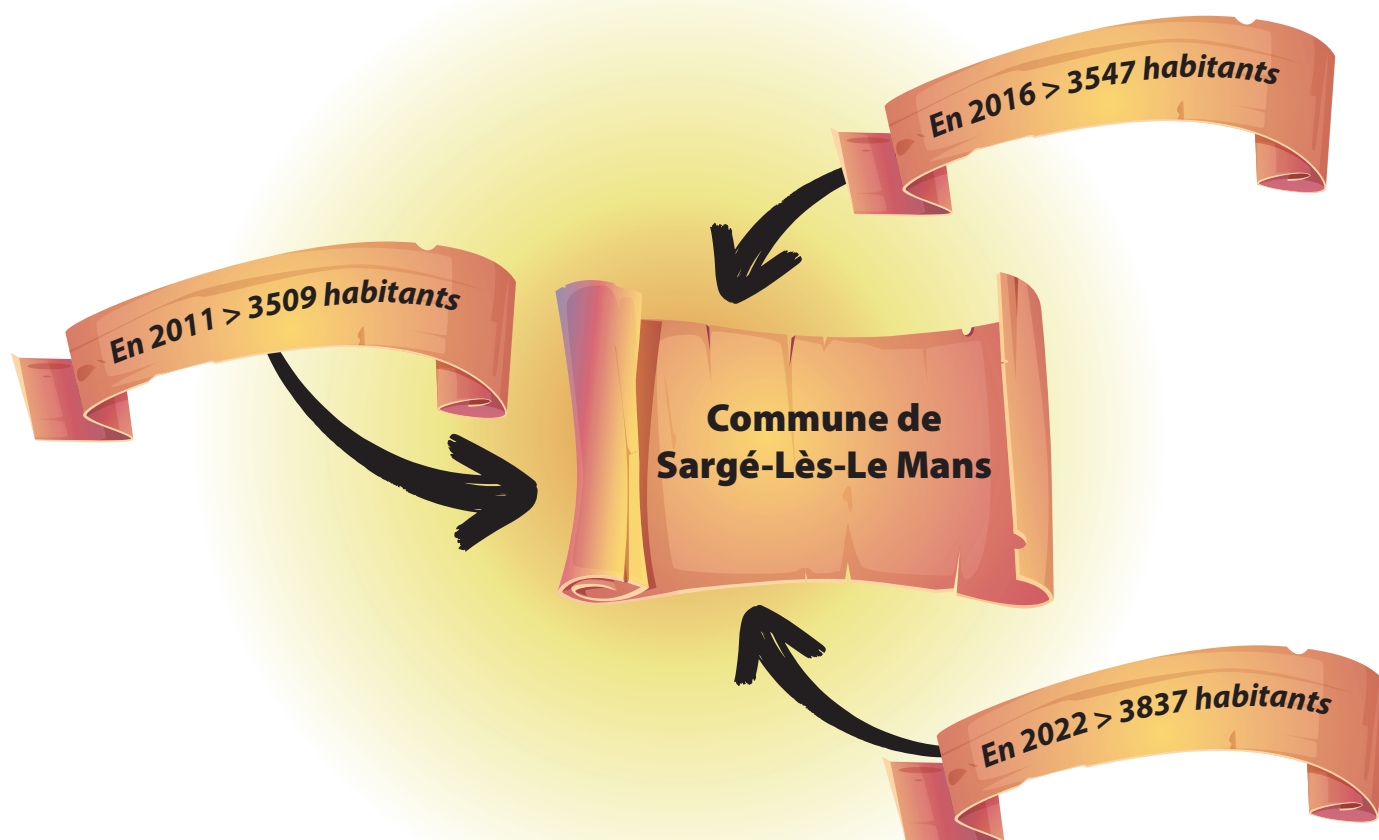 En 2016 > 3547 habitants
En 2011 > 3509 habitants
Commune de
Sargé-Lès-Le Mans
En 2022 > 3837 habitants